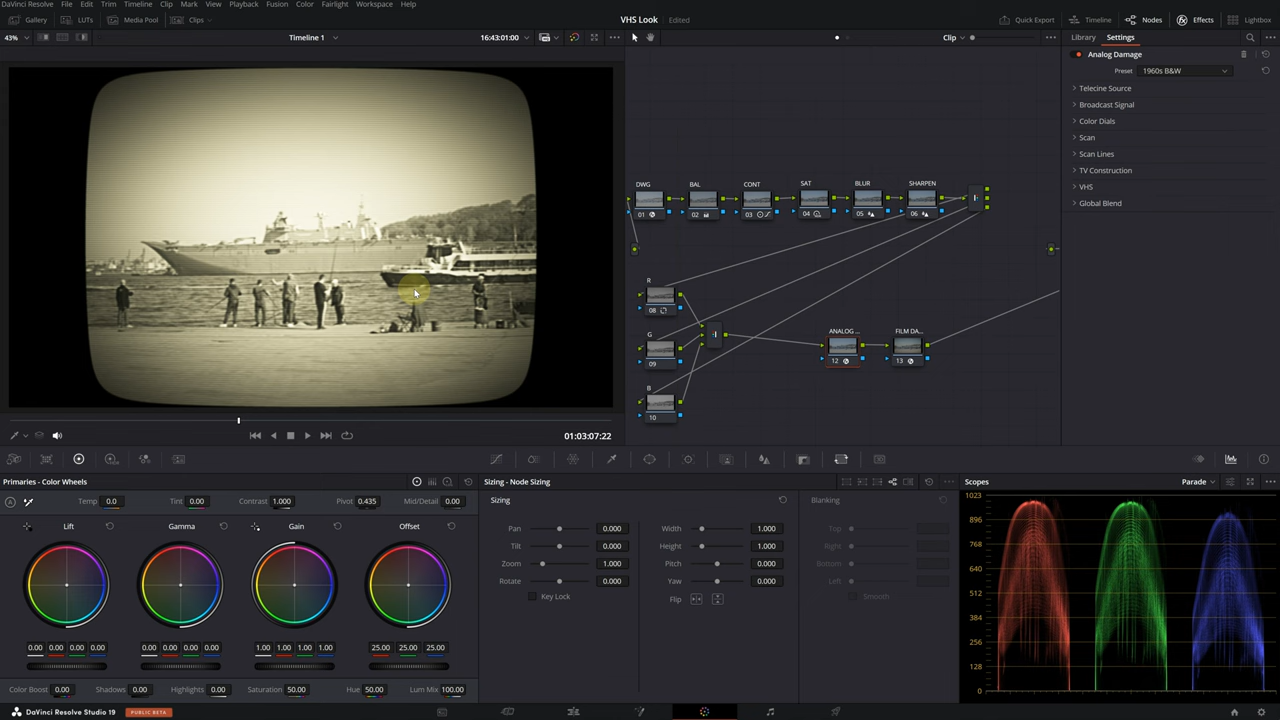 DaVinci Resolve File Edit Trim Timeline Clip Mark View Playback Fusion Color Fairlight Workspace Help
Gallery LUTs Media Pool Clips VHS Look Edited Quick Export Timeline Nodes Effects Lightbox
43% Timeline 1 16:43:01:00 Clip Library Settings
Analog Damage
Preset 1960s B&W
Telecine Source
Broadcast Signal
Color Dials
Scan
Scan Lines
TV Construction
VHS
Global Blend
DWG BAL CONT SAT BLUR SHARPEN
01 02 03 04 05 06
R
08
G
09
B
10
ANALOG ... FILM DA...
12 13
01:03:07:22
Primaries - Color Wheels
Temp 0.0 Tint 0.00 Contrast 1.000 Pivot 0.435 Mid/Detail 0.00
Lift Gamma Gain Offset
0.00 0.00 0.00 0.00 0.00 0.00 0.00 0.00 1.00 1.00 1.00 1.00 25.00 25.00 25.00
Color Boost 0.00 Shadows 0.00 Highlights 0.00 Saturation 50.00 Hue 50.00 Lum Mix 100.00
Sizing - Node Sizing
Sizing
Pan 0.000 Width 1.000
Tilt 0.000 Height 1.000
Zoom 1.000 Pitch 0.000
Rotate 0.000 Yaw 0.000
Key Lock Flip
Blanking
Top
Right
Bottom
Left
Smooth
Scopes Parade
1023
896
768
640
512
384
256
128
0
DaVinci Resolve Studio 19 PUBLIC BETA